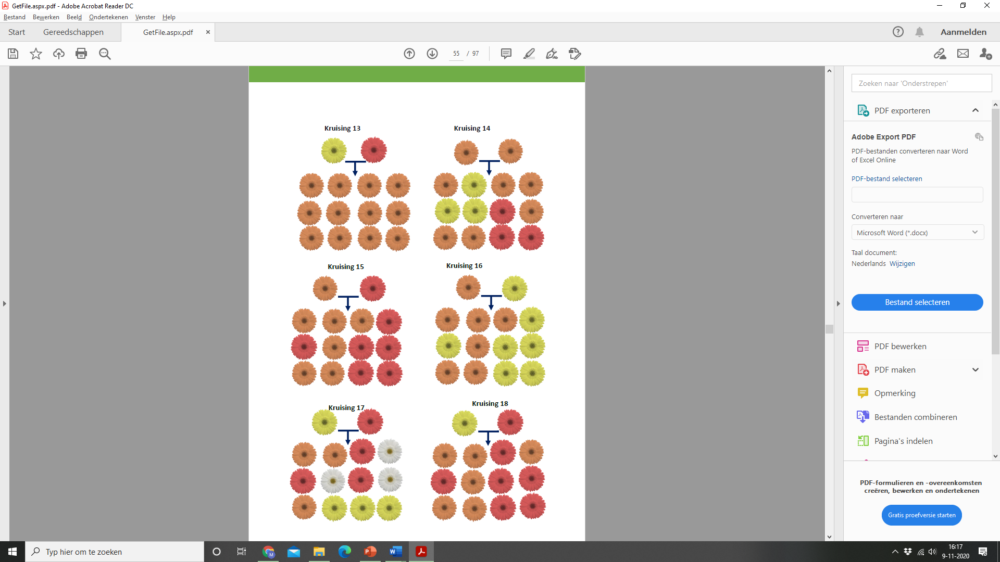 GetFile.aspx.pdf - Adobe Acrobat Reader DC
Bestand Bewerken Beeld Ondertekenen Venster Help
Start Gereedschappen GetFile.aspx.pdf × Aanmelden
55 / 97
Zoeken naar 'Onderstrepen'
PDF exporteren
Adobe Export PDF
PDF-bestanden converteren naar Word
of Excel Online
PDF-bestand selecteren
Converteren naar
Microsoft Word (*.docx)
Taal document:
Nederlands Wijzigen
Bestand selecteren
PDF bewerken
PDF maken
Opmerking
Bestanden combineren
Pagina's indelen
PDF-formulieren en -overeenkomsten
creëren, bewerken en ondertekenen
Gratis proefversie starten
Kruising 13 Kruising 14
Kruising 15 Kruising 16
Kruising 17 Kruising 18
Typ hier om te zoeken
16:17
9-11-2020